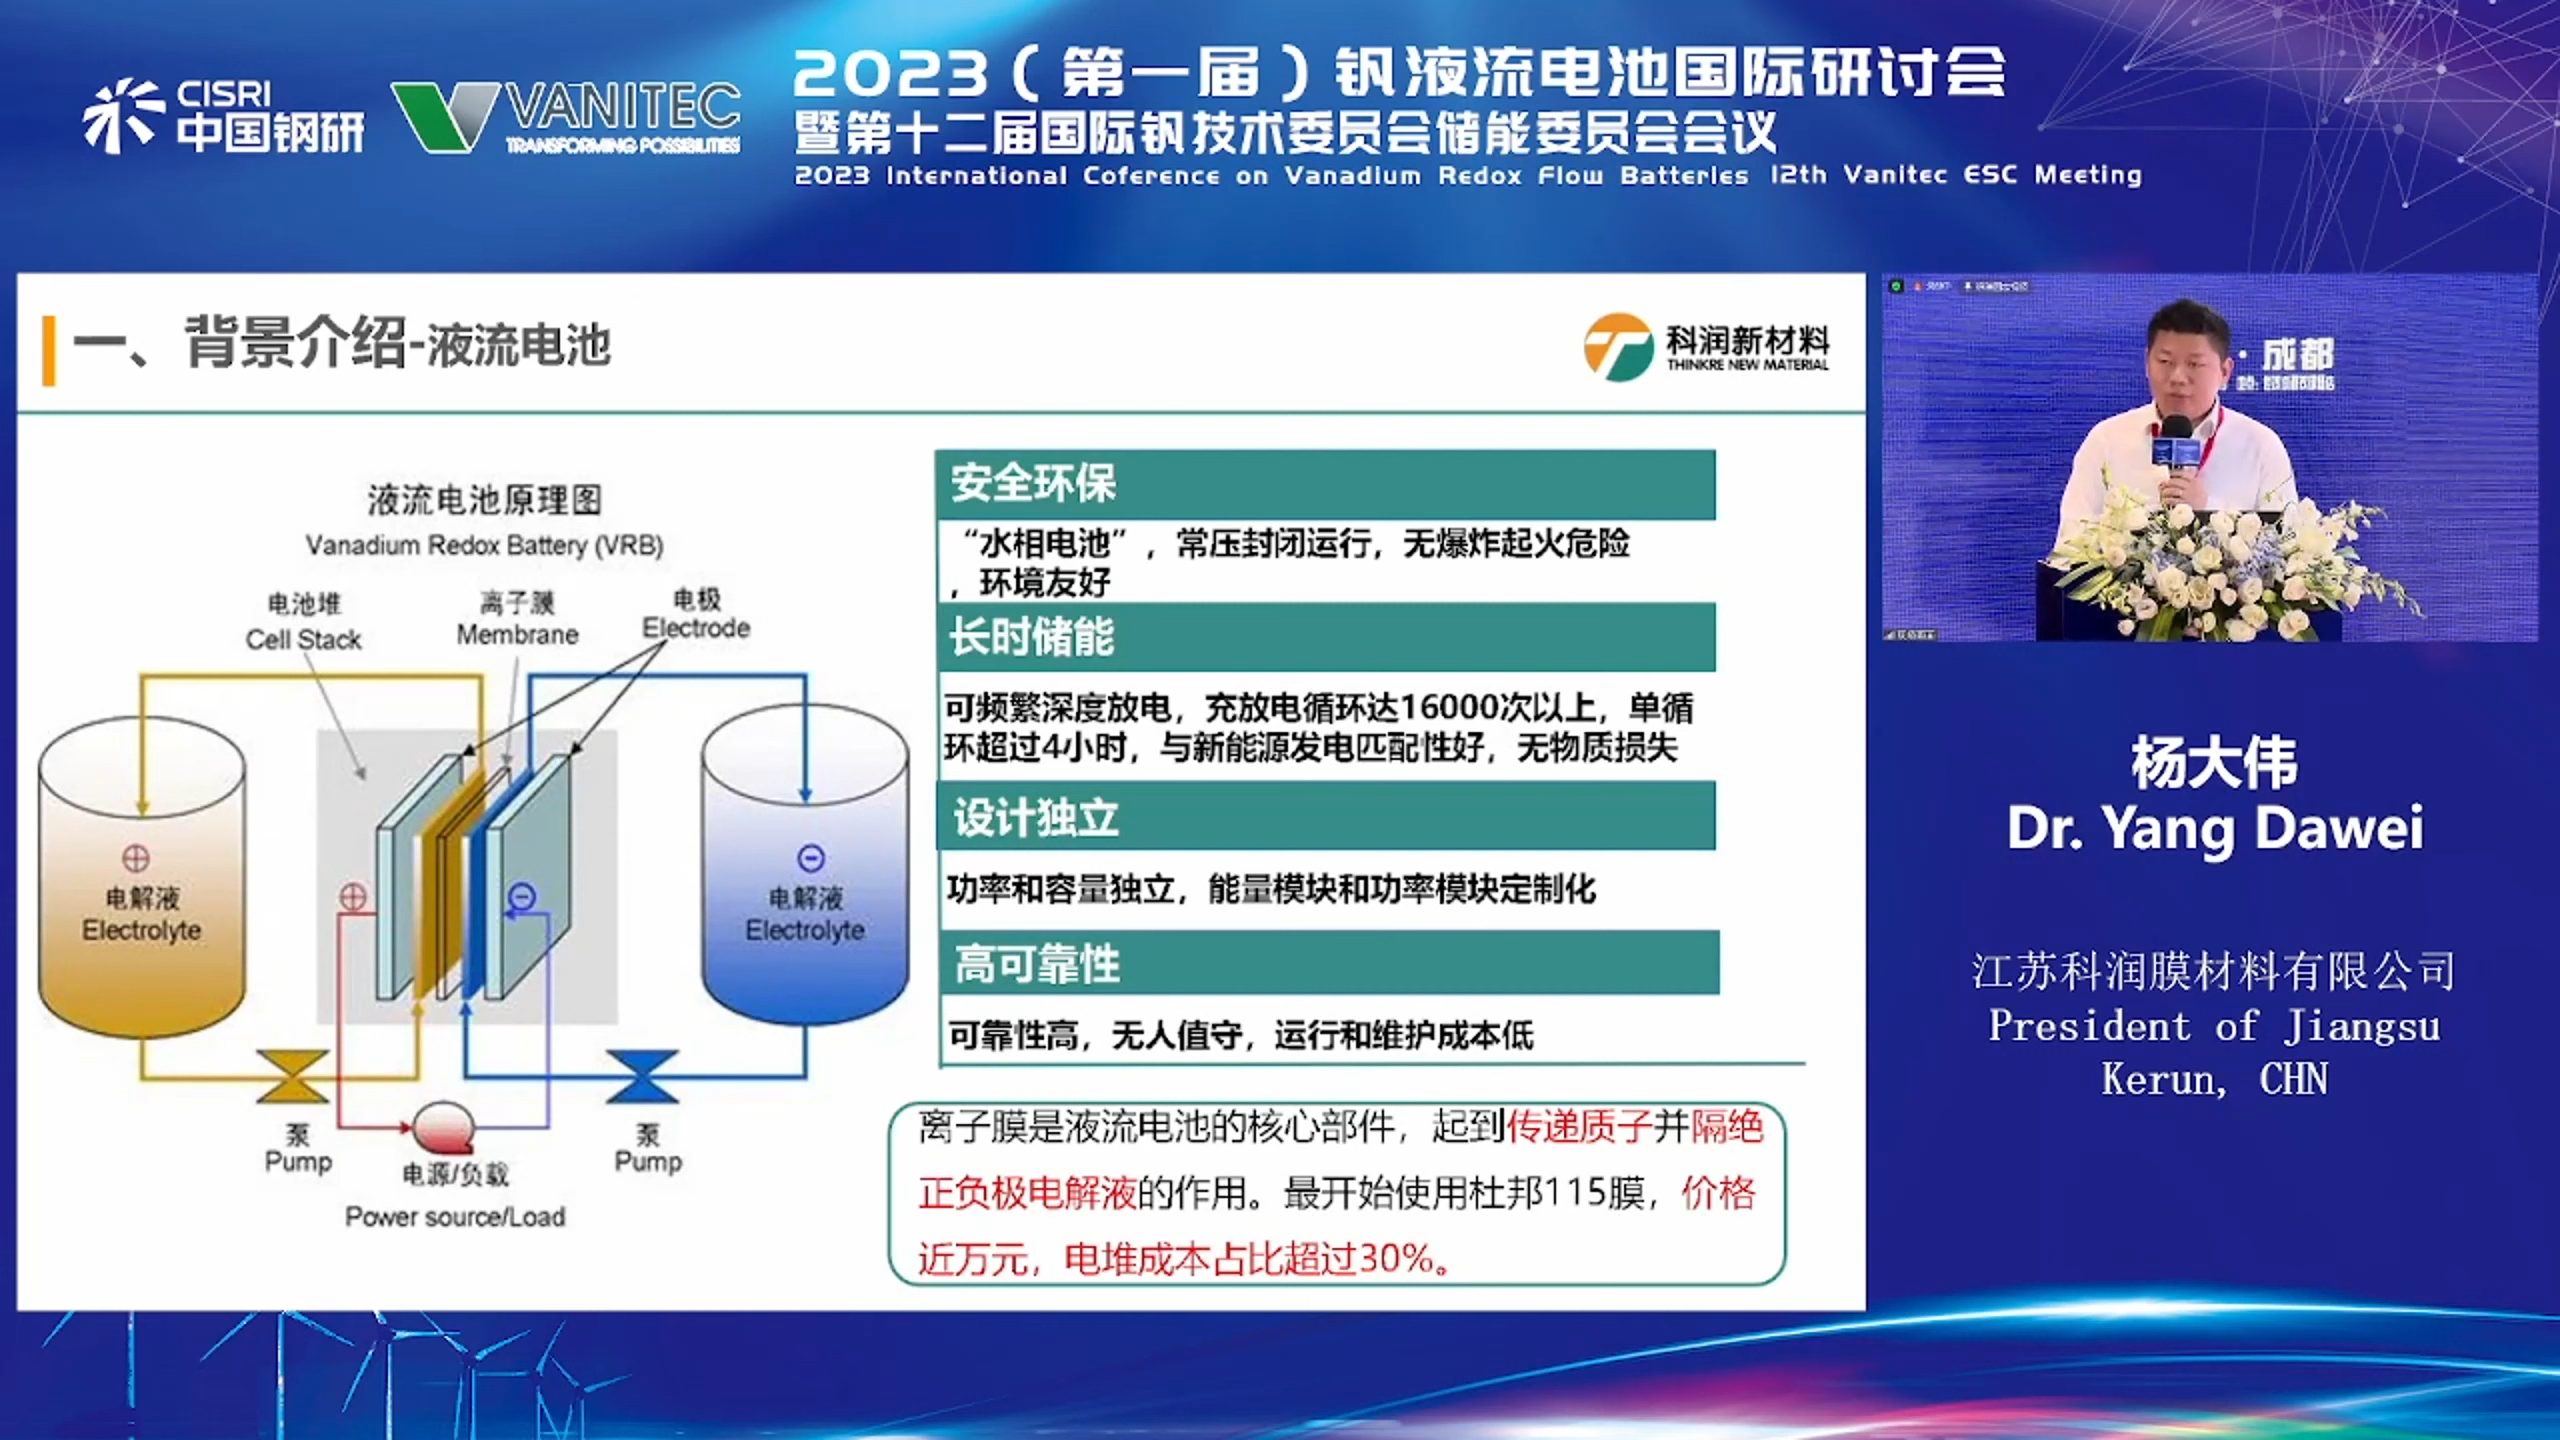 CISRI
中国钢研
VANITEC
TRANSFORMING POSSIBILITIES
2023（第一届）钒液流电池国际研讨会
暨第十二届国际钒技术委员会储能委员会会议
2023 International Coference on Vanadium Redox Flow Batteries 12th Vanitec ESC Meeting
一、背景介绍-液流电池
科润新材料
THINKRE NEW MATERIAL
液流电池原理图
Vanadium Redox Battery (VRB)
电池堆
Cell Stack
离子膜
Membrane
电极
Electrode
电解液
Electrolyte
电解液
Electrolyte
泵
Pump
泵
Pump
电源/负载
Power source/Load
安全环保
“水相电池”，常压封闭运行，无爆炸起火危险
，环境友好
长时储能
可频繁深度放电，充放电循环达16000次以上，单循
环超过4小时，与新能源发电匹配性好，无物质损失
设计独立
功率和容量独立，能量模块和功率模块定制化
高可靠性
可靠性高，无人值守，运行和维护成本低
离子膜是液流电池的核心部件，起到传递质子并隔绝
正负极电解液的作用。最开始使用杜邦115膜，价格
近万元，电堆成本占比超过30%。
·成都
杨大伟
Dr. Yang Dawei
江苏科润膜材料有限公司
President of Jiangsu
Kerun, CHN